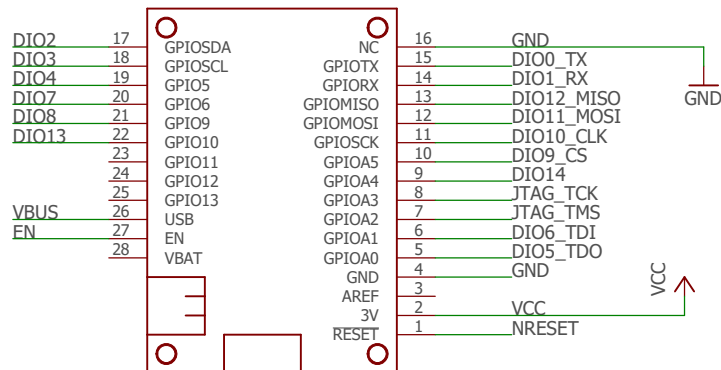 DIO2 17 GPIOSDA NC 16 GND
DIO3 18 GPIOSCL GPIOTX 15 DIO0_TX
DIO4 19 GPIO5 GPIORX 14 DIO1_RX
DIO7 20 GPIO6 GPIOMISO 13 DIO12_MISO GND
DIO8 21 GPIO9 GPIOMOSI 12 DIO11_MOSI
DIO13 22 GPIO10 GPIOSCK 11 DIO10_CLK
23 GPIO11 GPIOA5 10 DIO9_CS
24 GPIO12 GPIOA4 9 DIO14
25 GPIO13 GPIOA3 8 JTAG_TCK
VBUS 26 USB GPIOA2 7 JTAG_TMS
EN 27 EN GPIOA1 6 DIO6_TDI
28 VBAT GPIOA0 5 DIO5_TDO
GND 4 GND
AREF 3
3V 2 VCC VCC
RESET 1 NRESET